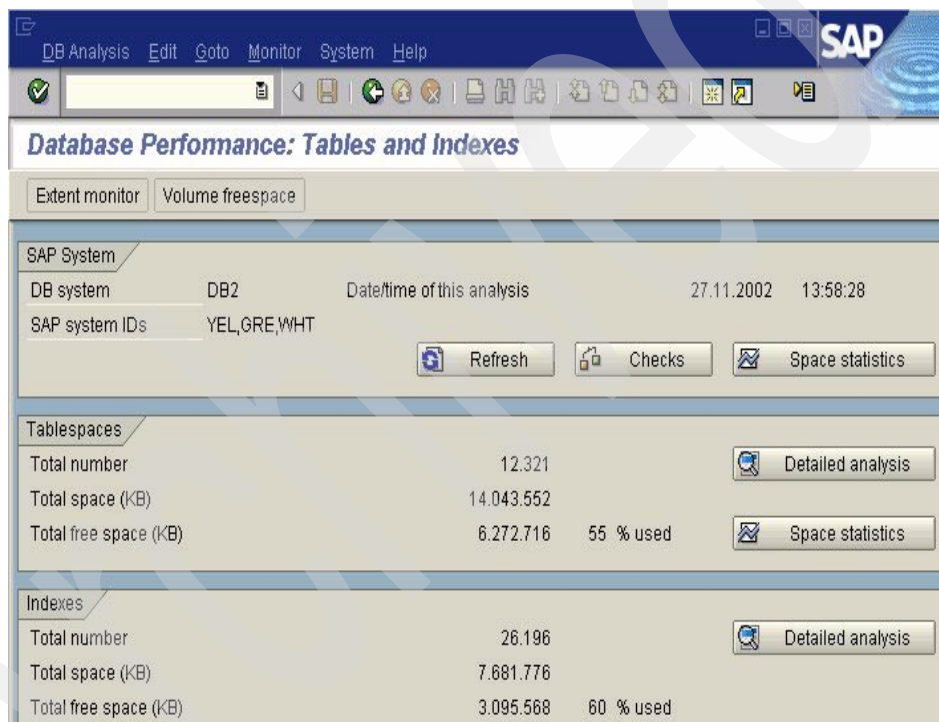 DB Analysis Edit Goto Monitor System Help
SAP
Database Performance: Tables and Indexes
Extent monitor Volume freespace
SAP System
DB system DB2 Date/time of this analysis 27.11.2002 13:58:28
SAP system IDs YEL,GRE,WHT
Refresh Checks Space statistics
Tablespaces
Total number 12.321 Detailed analysis
Total space (KB) 14.043.552
Total free space (KB) 6.272.716 55 % used Space statistics
Indexes
Total number 26.196 Detailed analysis
Total space (KB) 7.681.776
Total free space (KB) 3.095.568 60 % used